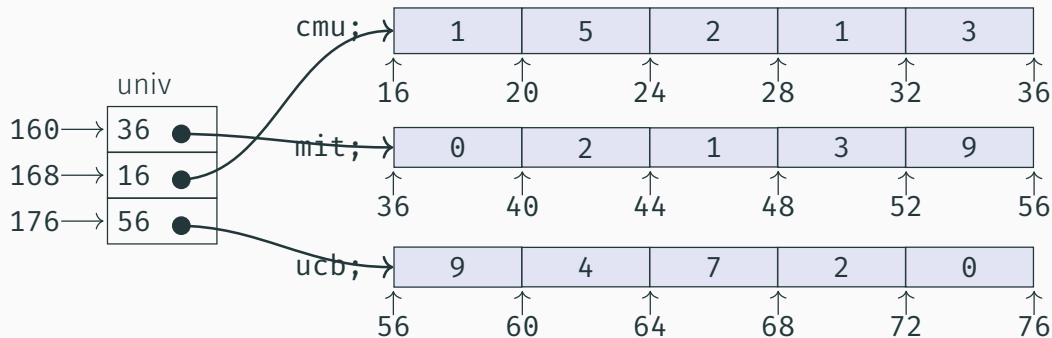 cmu; 1 5 2 1 3
16 20 24 28 32 36
univ
160 36
mit; 0 2 1 3 9
168 16
36 40 44 48 52 56
176 56
ucb; 9 4 7 2 0
56 60 64 68 72 76